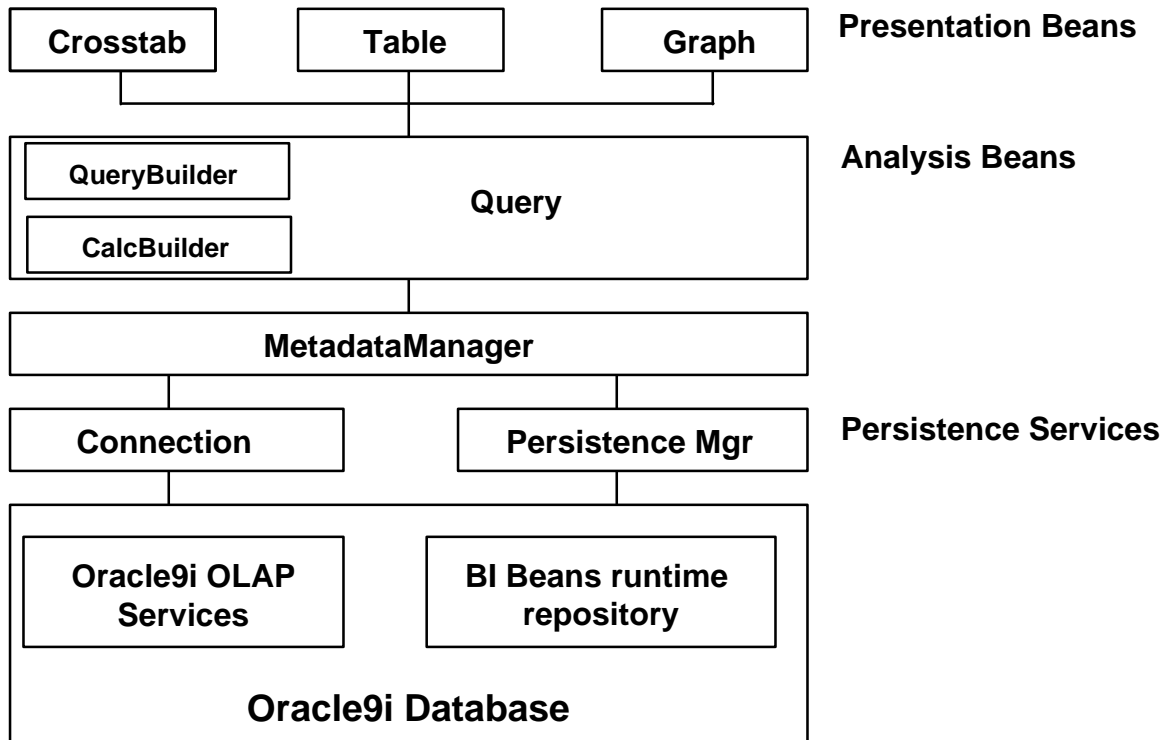 Crosstab
Table
Graph
Presentation Beans
QueryBuilder
Query
CalcBuilder
Analysis Beans
MetadataManager
Connection
Persistence Mgr
Persistence Services
Oracle9i OLAP
Services
BI Beans runtime
repository
Oracle9i Database